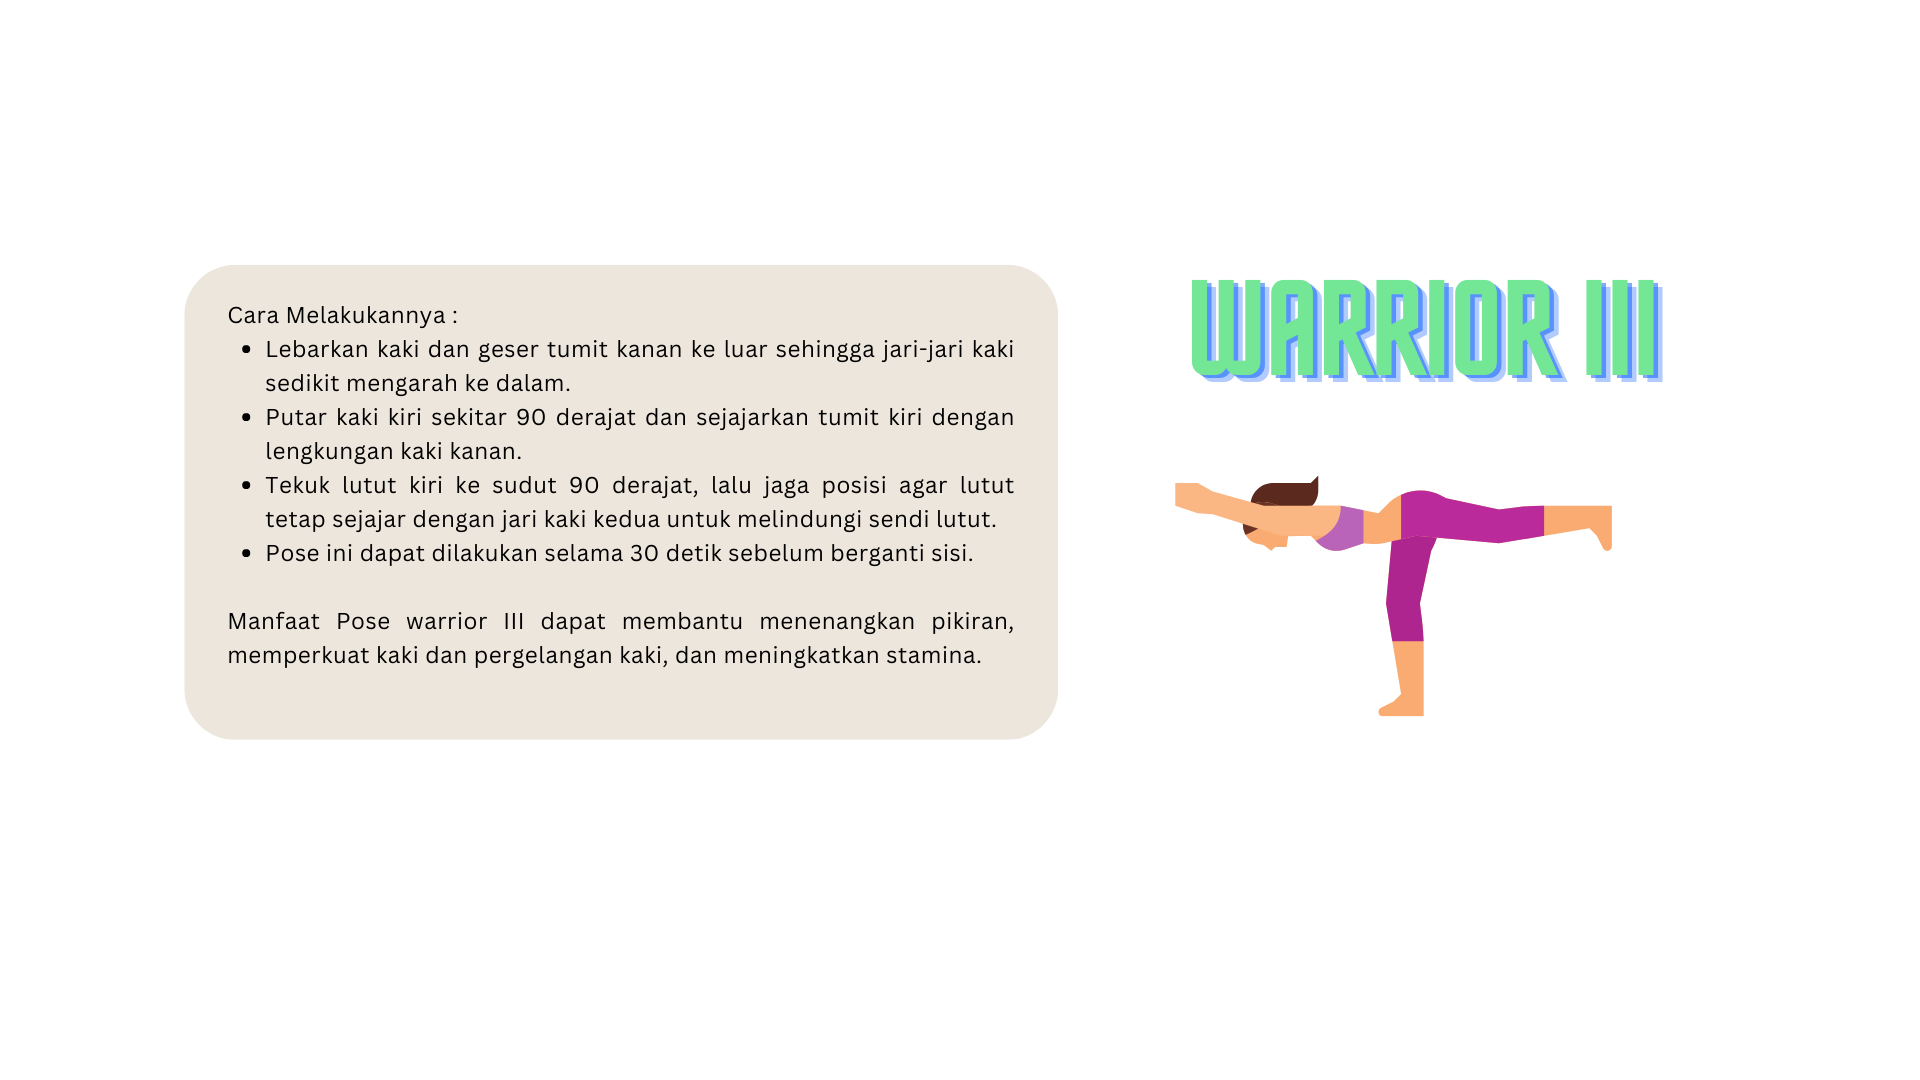 Cara Melakukannya :
• Lebarkan kaki dan geser tumit kanan ke luar sehingga jari-jari kaki
sedikit mengarah ke dalam.
• Putar kaki kiri sekitar 90 derajat dan sejajarkan tumit kiri dengan
lengkungan kaki kanan.
• Tekuk lutut kiri ke sudut 90 derajat, lalu jaga posisi agar lutut
tetap sejajar dengan jari kaki kedua untuk melindungi sendi lutut.
• Pose ini dapat dilakukan selama 30 detik sebelum berganti sisi.
Manfaat Pose warrior III dapat membantu menenangkan pikiran,
memperkuat kaki dan pergelangan kaki, dan meningkatkan stamina.
WARRIOR III